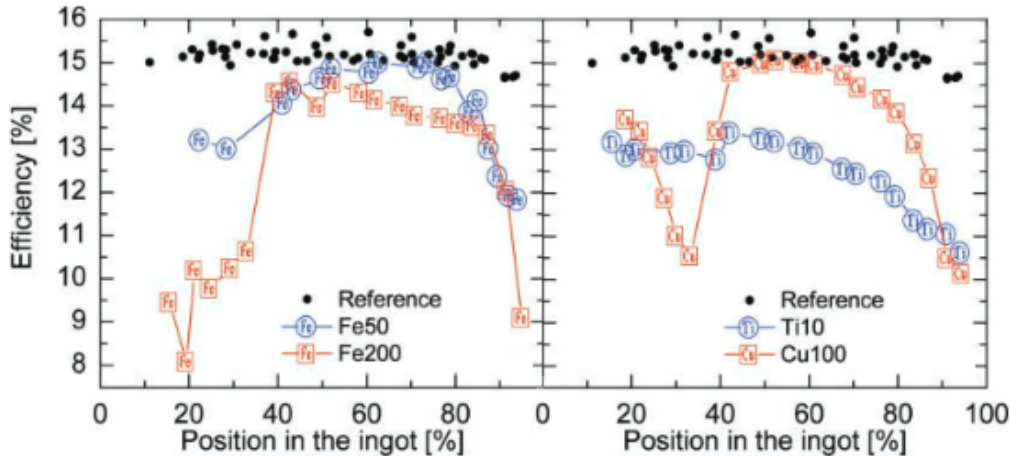 16
15
14
13
12
11
10
9
8
Efficiency [%]
Reference
Fe50
Fe200
Reference
Ti10
Cu100
0 20 40 60 80 0 20 40 60 80 100
Position in the ingot [%] Position in the ingot [%]